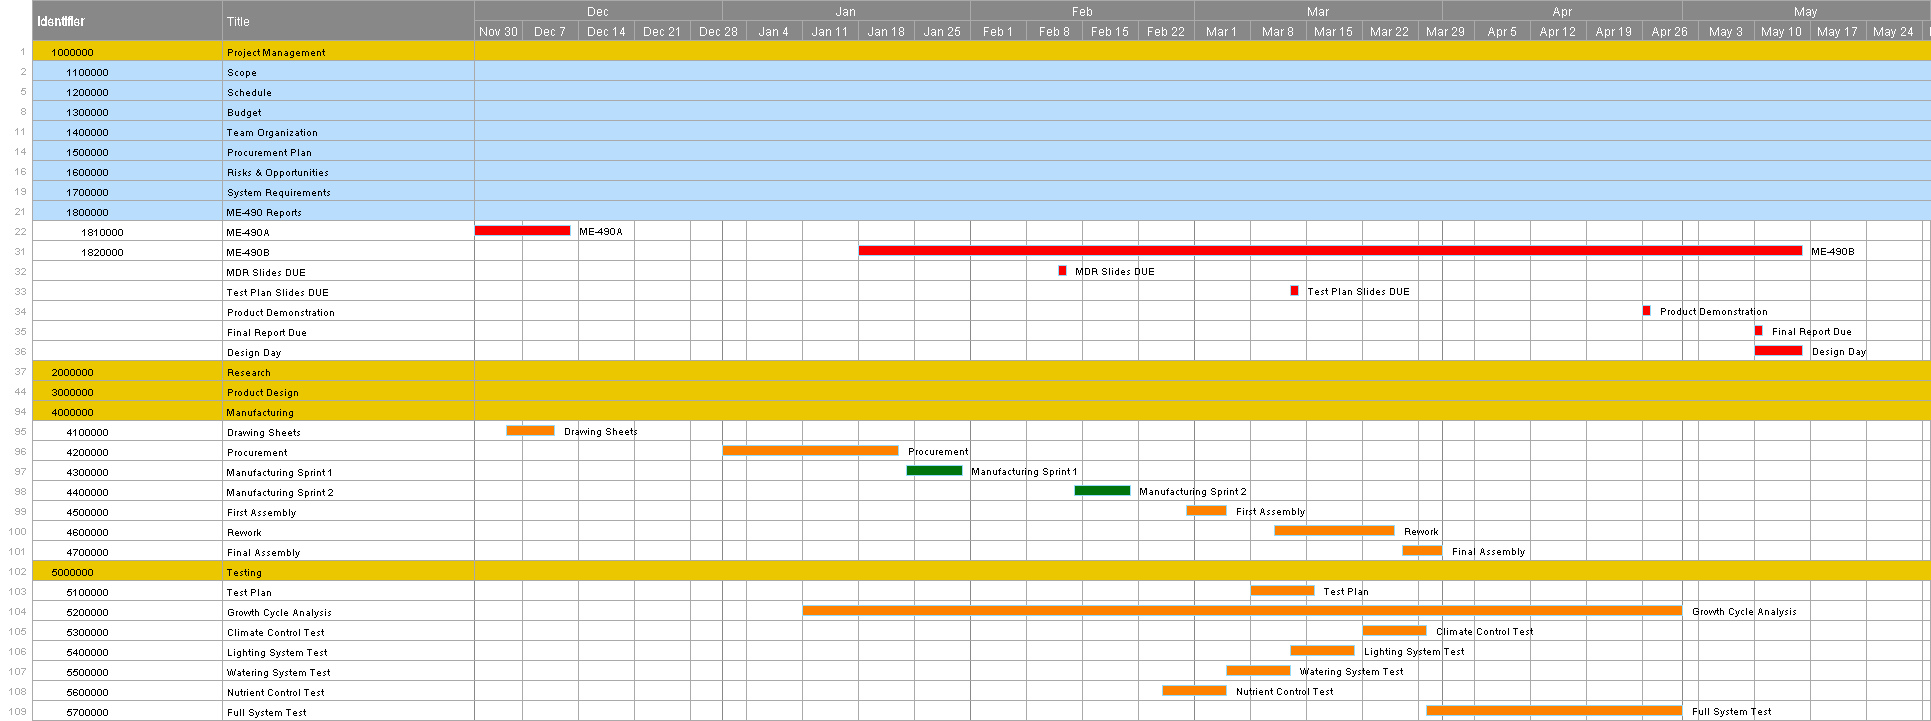 Identifier Title Dec Jan Feb Mar Apr May
Nov 30 Dec 7 Dec 14 Dec 21 Dec 28 Jan 4 Jan 11 Jan 18 Jan 25 Feb 1 Feb 8 Feb 15 Feb 22 Mar 1 Mar 8 Mar 15 Mar 22 Mar 29 Apr 5 Apr 12 Apr 19 Apr 26 May 3 May 10 May 17 May 24
1 1000000 Project Management
2 1100000 Scope
5 1200000 Schedule
8 1300000 Budget
11 1400000 Team Organization
14 1500000 Procurement Plan
16 1600000 Risks & Opportunities
19 1700000 System Requirements
21 1800000 ME-490 Reports
22 1810000 ME-490A ME-490A
31 1820000 ME-490B ME-490B
32 MDR Slides DUE MDR Slides DUE
33 Test Plan Slides DUE Test Plan Slides DUE
34 Product Demonstration Product Demonstration
35 Final Report Due Final Report Due
36 Design Day Design Day
37 2000000 Research
44 3000000 Product Design
94 4000000 Manufacturing
95 4100000 Drawing Sheets Drawing Sheets
96 4200000 Procurement Procurement
97 4300000 Manufacturing Sprint 1 Manufacturing Sprint 1
98 4400000 Manufacturing Sprint 2 Manufacturing Sprint 2
99 4500000 First Assembly First Assembly
100 4600000 Rework Rework
101 4700000 Final Assembly Final Assembly
102 5000000 Testing
103 5100000 Test Plan Test Plan
104 5200000 Growth Cycle Analysis Growth Cycle Analysis
105 5300000 Climate Control Test Climate Control Test
106 5400000 Lighting System Test Lighting System Test
107 5500000 Watering System Test Watering System Test
108 5600000 Nutrient Control Test Nutrient Control Test
109 5700000 Full System Test Full System Test